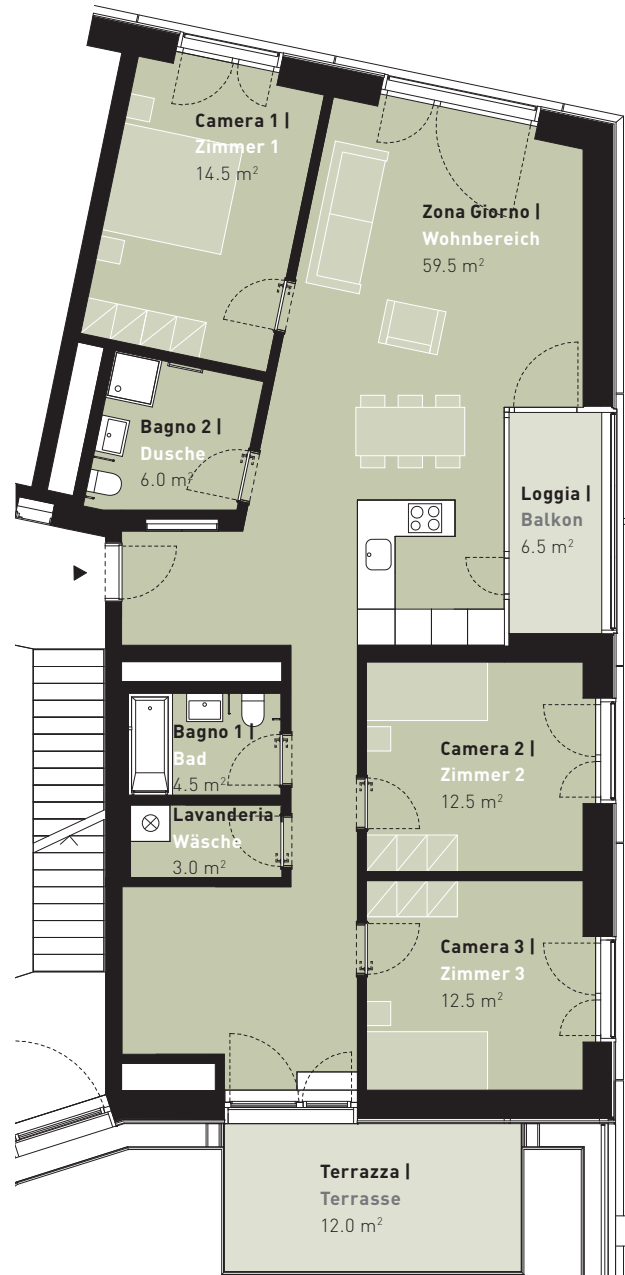 Camera 1 |
Zimmer 1
14.5 m²
Zona Giorno |
Wohnbereich
59.5 m²
Bagno 2 |
Dusche
6.0 m²
Loggia |
Balkon
6.5 m²
Bagno 1 |
Bad
4.5 m²
Camera 2 |
Zimmer 2
12.5 m²
Lavanderia
Wäsche
3.0 m²
Camera 3 |
Zimmer 3
12.5 m²
Terrazza |
Terrasse
12.0 m²